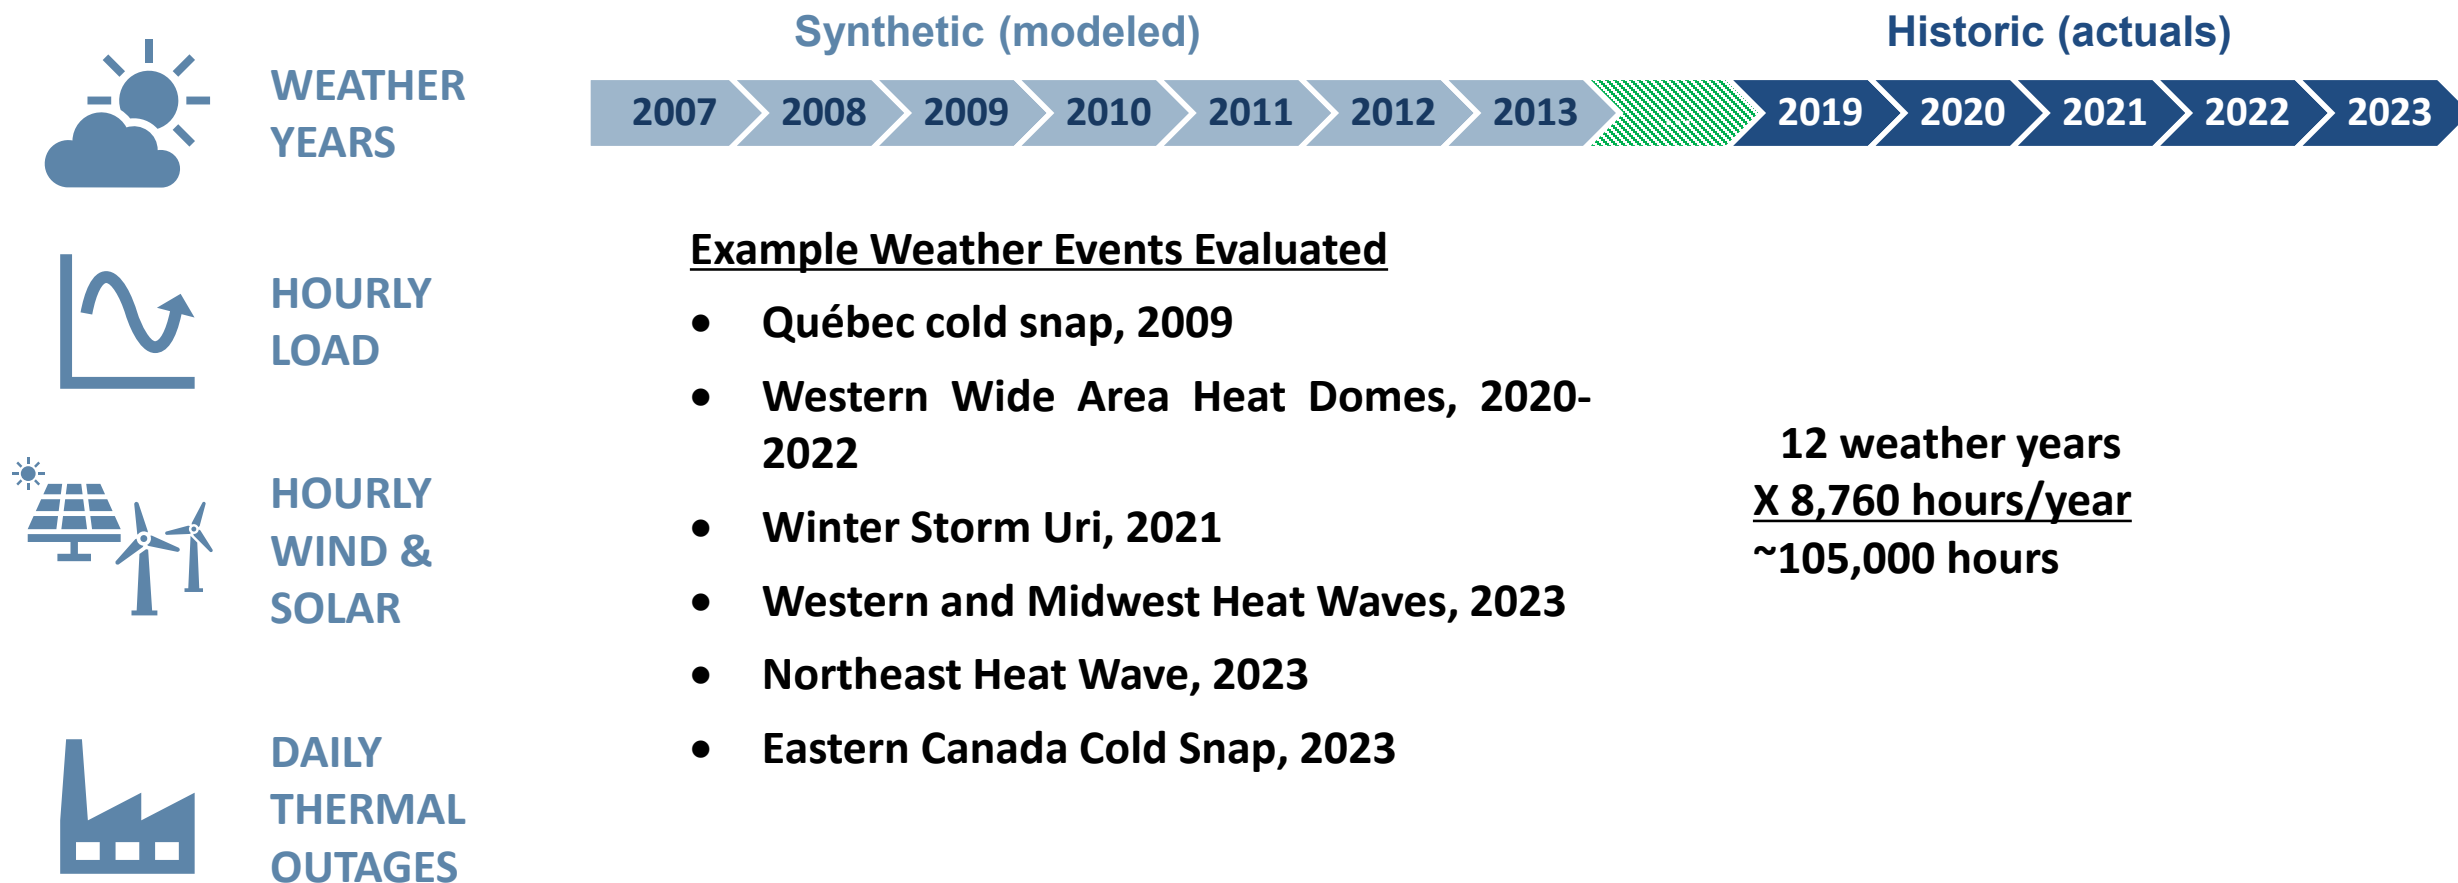 Synthetic (modeled)
Historic (actuals)
WEATHER
YEARS
2007 2008 2009 2010 2011 2012 2013 2019 2020 2021 2022 2023
HOURLY
LOAD
HOURLY
WIND &
SOLAR
DAILY
THERMAL
OUTAGES
Example Weather Events Evaluated
• Québec cold snap, 2009
• Western Wide Area Heat Domes, 2020-
2022
• Winter Storm Uri, 2021
• Western and Midwest Heat Waves, 2023
• Northeast Heat Wave, 2023
• Eastern Canada Cold Snap, 2023
12 weather years
X 8,760 hours/year
~105,000 hours